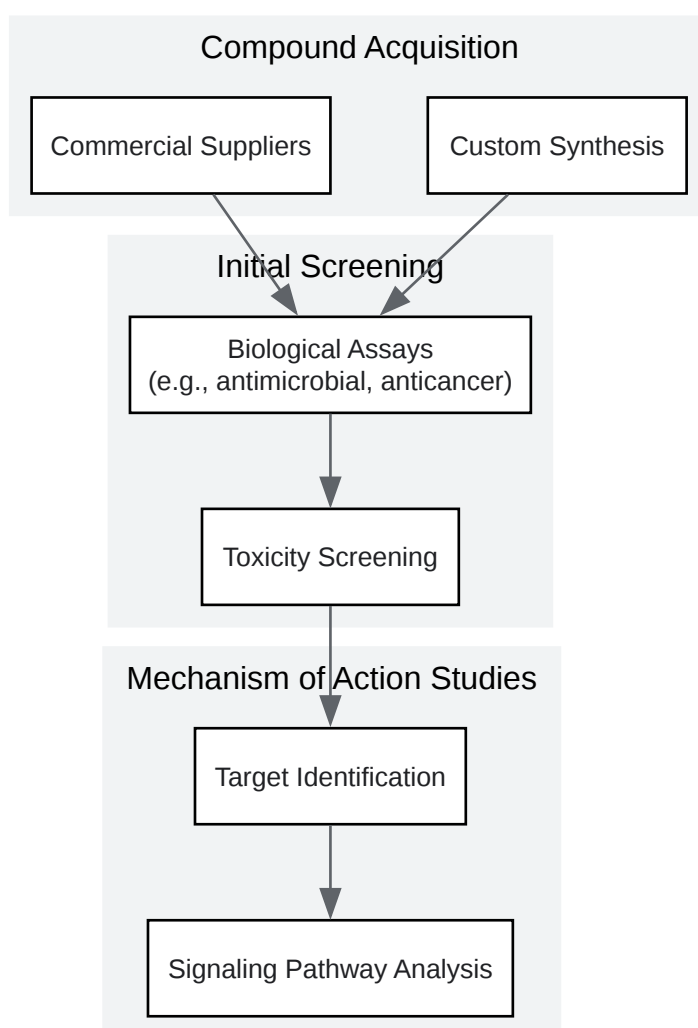 Compound Acquisition
Commercial Suppliers
Custom Synthesis
Initial Screening
Biological Assays
(e.g., antimicrobial, anticancer)
Toxicity Screening
Mechanism of Action Studies
Target Identification
Signaling Pathway Analysis